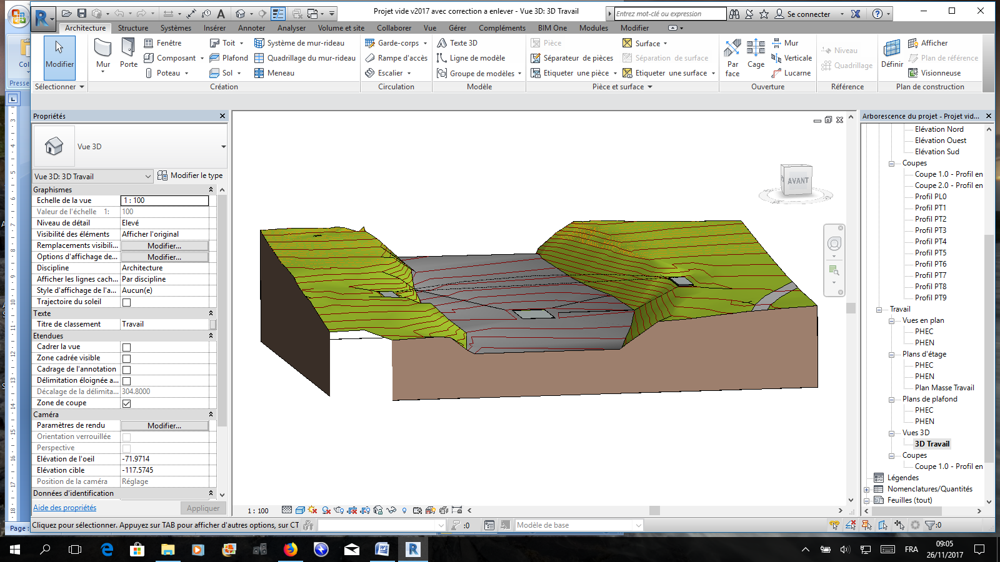 Projet vide v2017 avec correction a enlever - Vue 3D: 3D Travail
Entrez mot-clé ou expression
Se connecter
Architecture Structure Systèmes Insérer Annoter Analyser Volume et site Collaborer Vue Gérer Compléments BIM One Modules Modifier
Modifier
Mur
Porte
Fenêtre
Composant
Poteau
Toit
Plafond
Sol
Système de mur-rideau
Quadrillage du mur-rideau
Meneau
Garde-corps
Rampe d'accès
Escalier
Texte 3D
Ligne de modèle
Groupe de modèles
Pièce
Séparateur de pièces
Etiqueter une pièce
Surface
Séparation de surface
Etiqueter une surface
Par face
Cage
Mur
Verticale
Lucarne
Niveau
Quadrillage
Définir
Afficher
Plan de référence
Visionneuse
Sélectionner
Création
Circulation
Modèle
Pièce et surface
Ouverture
Référence
Plan de construction
Col
Presse
Propriétés
Vue 3D
Vue 3D: 3D Travail
Modifier le type
Graphismes
Echelle de la vue 1 : 100
Valeur de l'échelle 1: 100
Niveau de détail Elevé
Visibilité des éléments Afficher l'original
Remplacements visibili... Modifier...
Options d'affichage de... Modifier...
Discipline Architecture
Afficher les lignes cach... Par discipline
Style d'affichage de l'a... Aucun(e)
Trajectoire du soleil
Texte
Titre de classement Travail
Etendues
Cadrer la vue
Zone cadrée visible
Cadrage de l'annotation
Délimitation éloignée a...
Décalage de la délimita... 304.8000
Zone de coupe
Caméra
Paramètres de rendu Modifier...
Orientation verrouillée
Perspective
Elévation de l'oeil -71.9714
Elévation cible -117.5745
Position de la caméra Réglage
Données d'identification
Aide des propriétés
Appliquer
AVANT
1 : 100
Arborescence du projet - Projet vid...
Elévation Nord
Elévation Ouest
Elévation Sud
Coupes
Coupe 1.0 - Profil en
Coupe 2.0 - Profil en
Profil PL0
Profil PT1
Profil PT2
Profil PT3
Profil PT4
Profil PT5
Profil PT6
Profil PT7
Profil PT8
Profil PT9
Travail
Vues en plan
PHEC
PHEN
Plans d'étage
PHEC
PHEN
Plan Masse Travail
Plans de plafond
PHEC
PHEN
Vues 3D
3D Travail
Coupes
Coupe 1.0 - Profil en
Légendes
Nomenclatures/Quantités
Feuilles (tout)
Page :
Cliquez pour sélectionner. Appuyez sur TAB pour afficher d'autres options, sur CT
:0
Modèle de base
:0
FRA
09:05
26/11/2017